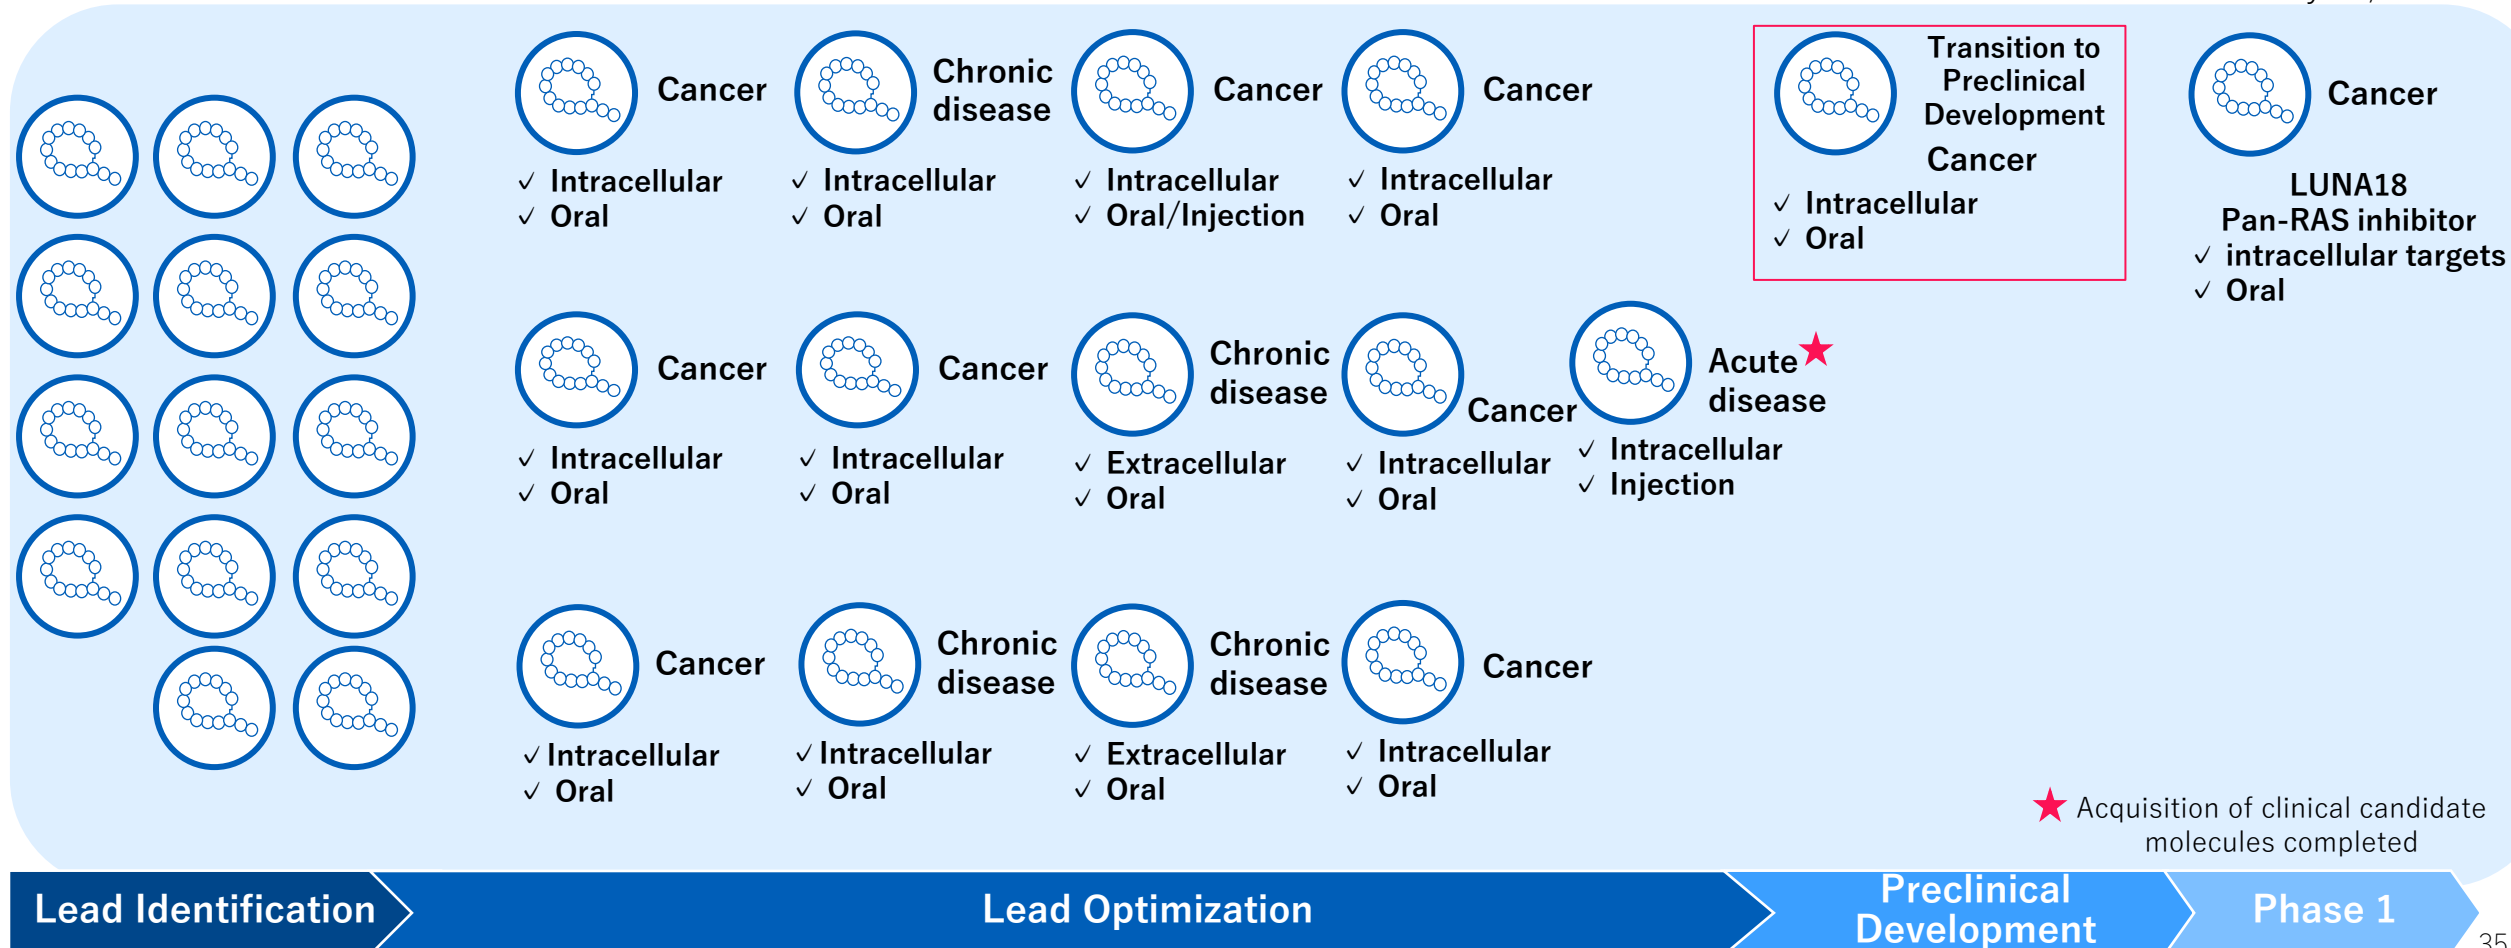 Cancer
✓ Intracellular
✓ Oral
Chronic
disease
✓ Intracellular
✓ Oral
Cancer
✓ Intracellular
✓ Oral/Injection
Cancer
✓ Intracellular
✓ Oral
Transition to
Preclinical
Development
Cancer
✓ Intracellular
✓ Oral
Cancer
LUNA18
Pan-RAS inhibitor
✓ intracellular targets
✓ Oral
Cancer
✓ Intracellular
✓ Oral
Cancer
✓ Intracellular
✓ Oral
Chronic
disease
✓ Extracellular
✓ Oral
Cancer
✓ Intracellular
✓ Oral
Acute★
disease
✓ Intracellular
✓ Injection
Cancer
✓ Intracellular
✓ Oral
Chronic
disease
✓ Intracellular
✓ Oral
Chronic
disease
✓ Extracellular
✓ Oral
Cancer
✓ Intracellular
✓ Oral
★ Acquisition of clinical candidate
molecules completed
Lead Identification
Lead Optimization
Preclinical
Development
Phase 1
35